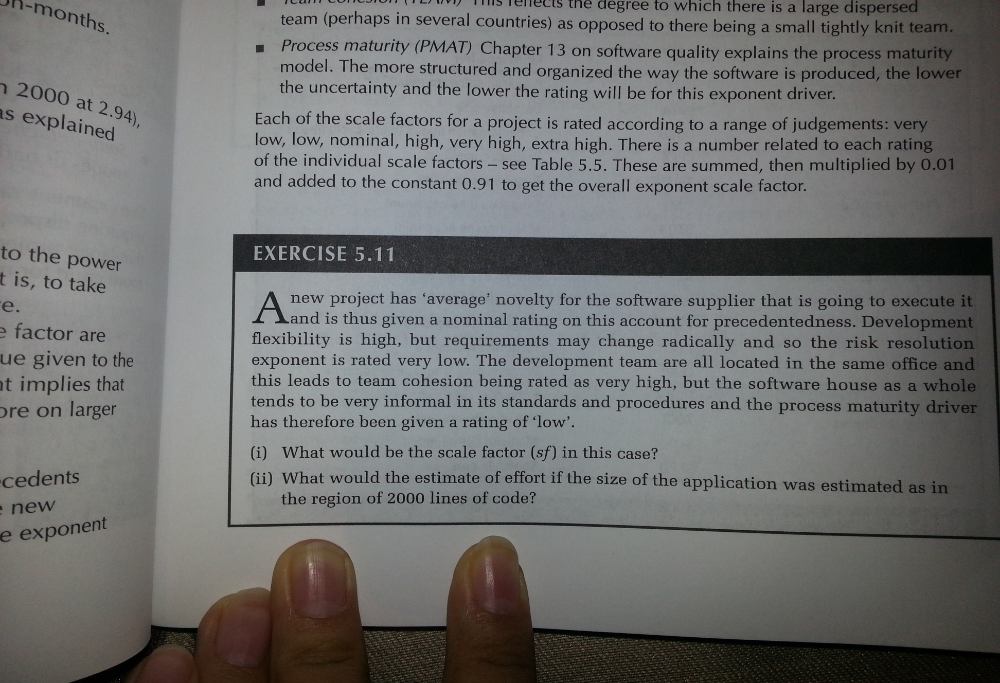 on-months.
2000 at 2.94),
as explained
to the power
t is, to take
e.
e factor are
ue given to the
nt implies that
ore on larger
cedents
e new
e exponent
■ Team cohesion (TEAM) This reflects the degree to which there is a large dispersed
team (perhaps in several countries) as opposed to there being a small tightly knit team.
■ Process maturity (PMAT) Chapter 13 on software quality explains the process maturity
model. The more structured and organized the way the software is produced, the lower
the uncertainty and the lower the rating will be for this exponent driver.
Each of the scale factors for a project is rated according to a range of judgements: very
low, low, nominal, high, very high, extra high. There is a number related to each rating
of the individual scale factors – see Table 5.5. These are summed, then multiplied by 0.01
and added to the constant 0.91 to get the overall exponent scale factor.
EXERCISE 5.11
A new project has ‘average’ novelty for the software supplier that is going to execute it
and is thus given a nominal rating on this account for precedentedness. Development
flexibility is high, but requirements may change radically and so the risk resolution
exponent is rated very low. The development team are all located in the same office and
this leads to team cohesion being rated as very high, but the software house as a whole
tends to be very informal in its standards and procedures and the process maturity driver
has therefore been given a rating of ‘low’.
(i) What would be the scale factor (sf) in this case?
(ii) What would the estimate of effort if the size of the application was estimated as in
the region of 2000 lines of code?